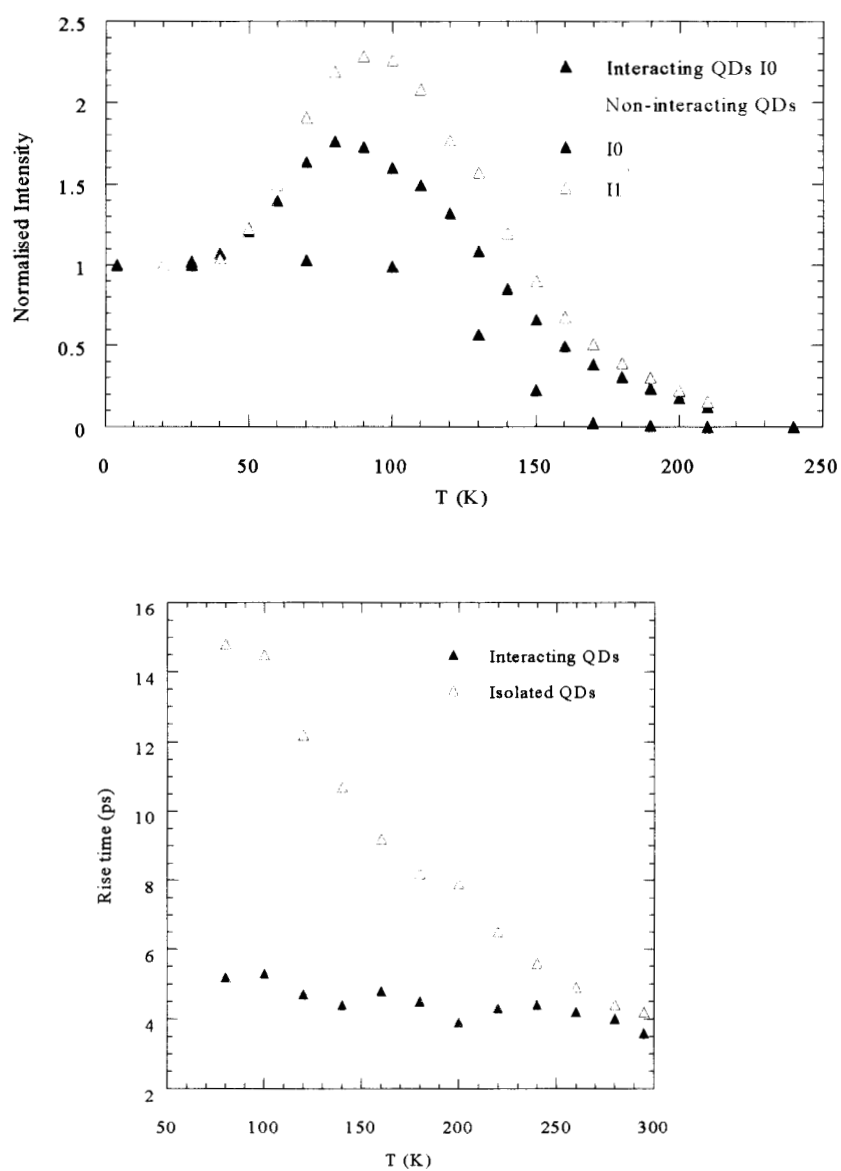 2.5
2
1.5
1
0.5
0
Normalised Intensity
Interacting QDs I0
Non-interacting QDs
I0
I1
0 50 100 150 200 250
T (K)
16
14
12
10
8
6
4
2
Rise time (ps)
Interacting QDs
Isolated QDs
50 100 150 200 250 300
T (K)